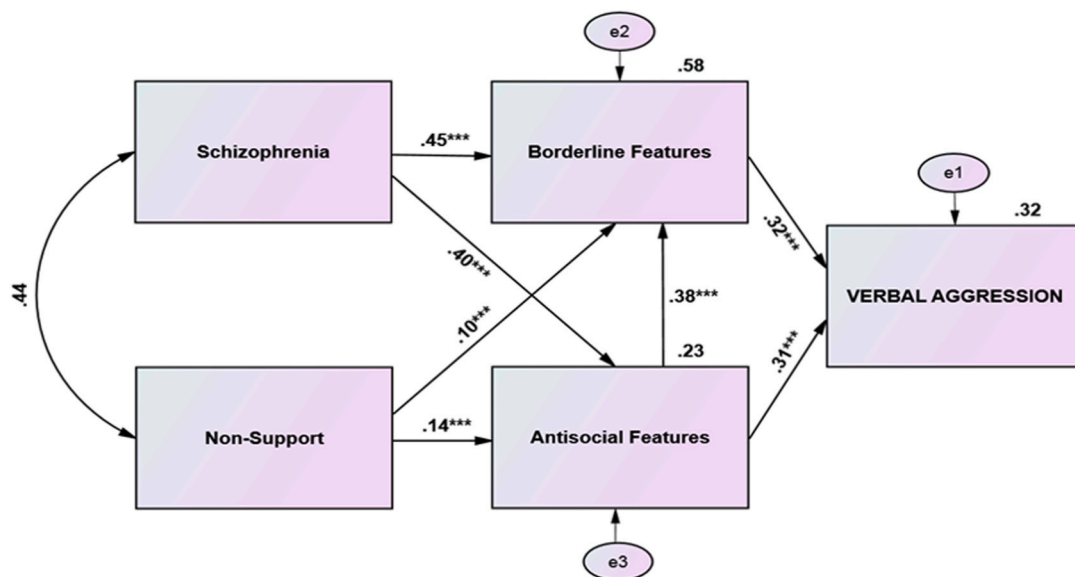 e2
.58
Schizophrenia
.45***
Borderline Features
e1
.32
.32***
.44
.40***
.10***
.38***
VERBAL AGGRESSION
.23
.31***
Non-Support
.14***
Antisocial Features
e3